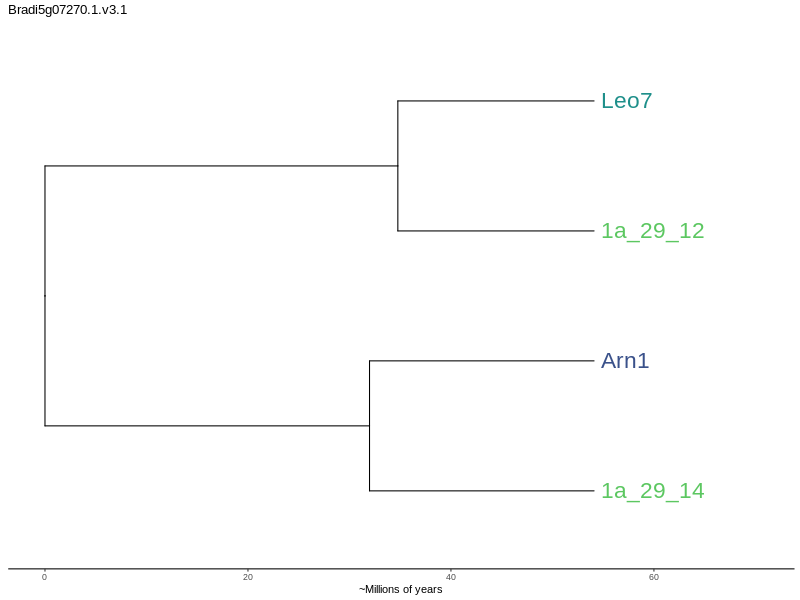 Bradi5g07270.1.v3.1
Leo7
1a_29_12
Arn1
1a_29_14
0 20 40 60
~Millions of years